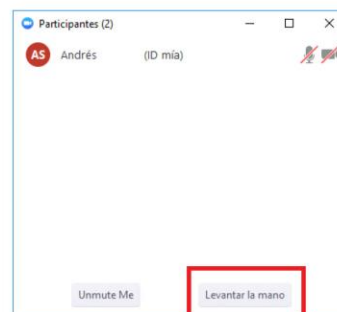 Participantes (2)
AS Andrés (ID mía)
Unmute Me Levantar la mano